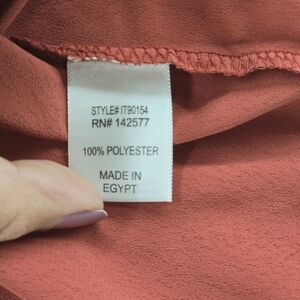 STYLE# IT90154
RN# 142577
100% POLYESTER
MADE IN
EGYPT